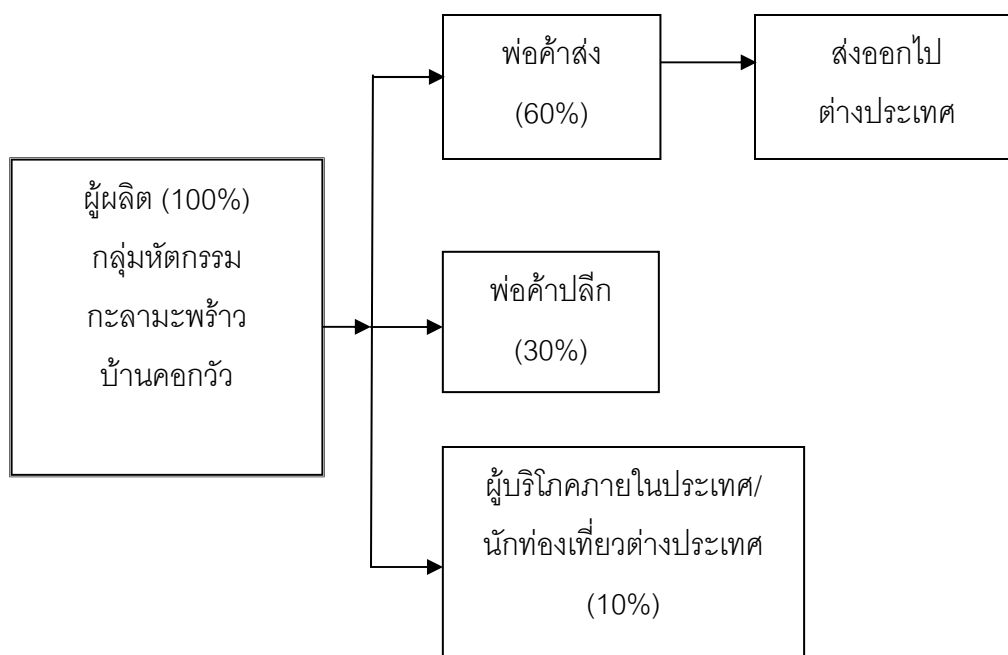 พ่อค้าส่ง
(60%)
ส่งออกไป
ต่างประเทศ
ผู้ผลิต (100%)
กลุ่มหัตกรรม
กะลามะพร้าว
บ้านคอกวัว
พ่อค้าปลีก
(30%)
ผู้บริโภคภายในประเทศ/
นักท่องเที่ยวต่างประเทศ
(10%)